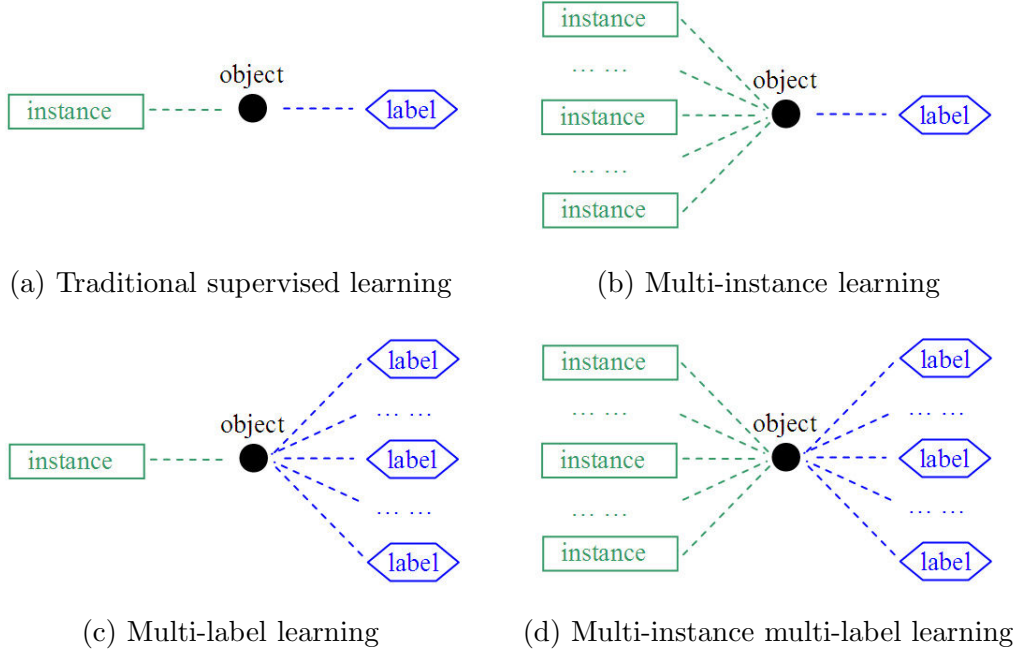 object
instance
label
(a) Traditional supervised learning
instance
... ...
object
instance
label
... ...
instance
(b) Multi-instance learning
label
... ...
object
instance
label
... ...
label
(c) Multi-label learning
instance
label
... ...
... ...
object
instance
label
... ...
... ...
instance
label
(d) Multi-instance multi-label learning